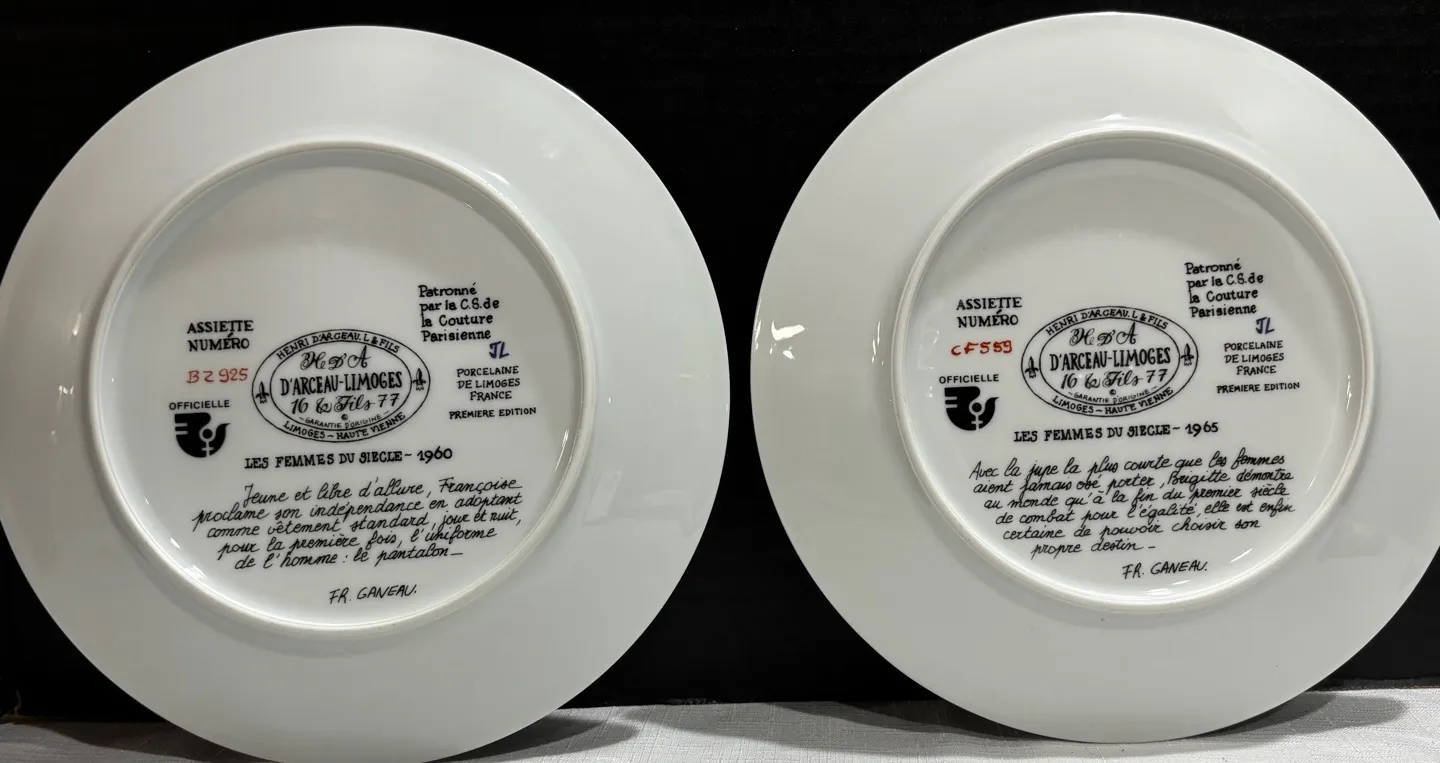 Patronné
par la C.S. de
la Couture
Parisienne
JL
ASSIETTE
NUMÉRO
BZ925
HENRI D'ARCEAU. L & FILS
H D'A
D'ARCEAU-LIMOGES
16 & Fils 77
~ GARANTIE D'ORIGINE ~
©
LIMOGES ~ HAUTE VIENNE
PORCELAINE
DE LIMOGES
FRANCE
PREMIERE EDITION
OFFICIELLE
LES FEMMES DU SIECLE ~ 1960
Jeune et libre d'allure, Françoise
proclame son indépendance en adoptant
comme vêtement standard, jour et nuit,
pour la première fois, l'uniforme
de l'homme : le pantalon _
FR. GANEAU.
Patronné
par la C.S. de
la Couture
Parisienne
JL
ASSIETTE
NUMÉRO
CF559
HENRI D'ARCEAU. L & FILS
H D'A
D'ARCEAU-LIMOGES
16 & Fils 77
~ GARANTIE D'ORIGINE ~
©
LIMOGES ~ HAUTE VIENNE
PORCELAINE
DE LIMOGES
FRANCE
PREMIERE EDITION
OFFICIELLE
LES FEMMES DU SIECLE ~ 1965
Avec la jupe la plus courte que les femmes
aient jamais osé porter, Brigitte démontra
au monde qu'à la fin du premier siècle
de combat pour l'égalité, elle est enfin
certaine de pouvoir choisir son
propre destin _
FR. GANEAU.